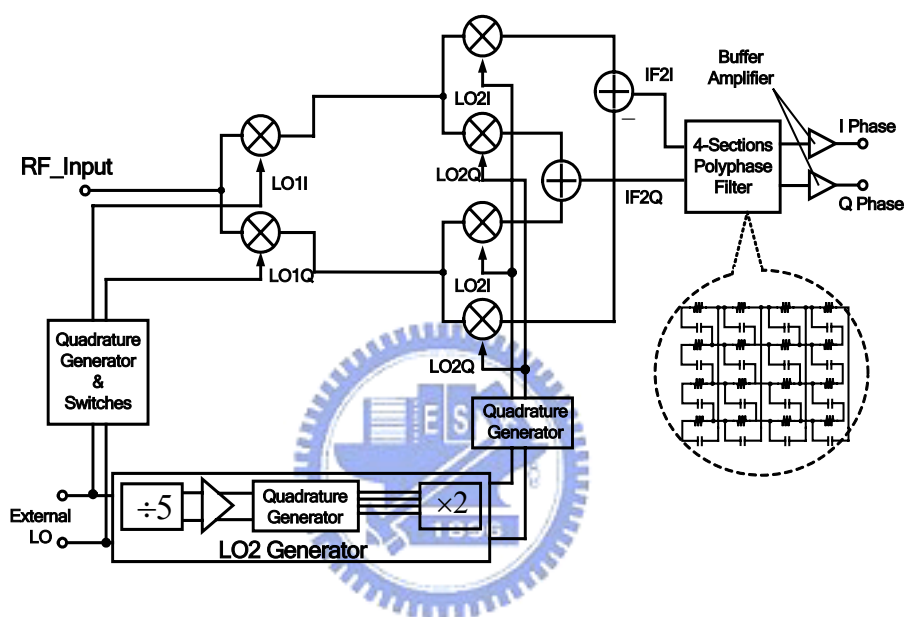 Buffer
Amplifier
IF2I
LO2I
I Phase
4-Sections
Polyphase
Filter
RF_Input
LO1I
LO2Q
IF2Q
Q Phase
LO1Q
LO2I
Quadrature
Generator
&
Switches
LO2Q
E S
Quadrature
Generator
External
LO
÷5
Quadrature
Generator
×2
LO2 Generator
1896